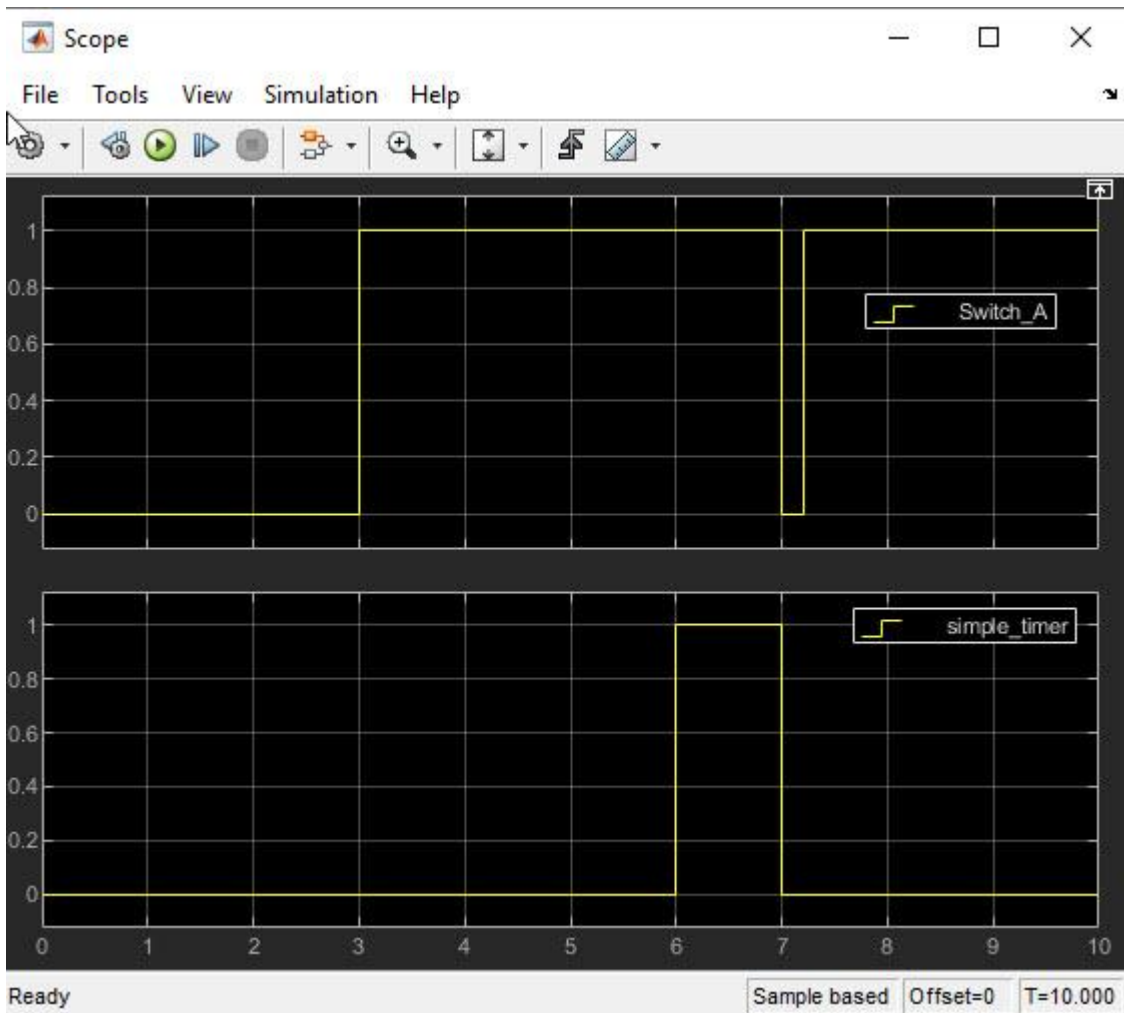 Scope
File Tools View Simulation Help
1
0.8
0.6
0.4
0.2
0
Switch_A
1
0.8
0.6
0.4
0.2
0
simple_timer
0 1 2 3 4 5 6 7 8 9 10
Ready Sample based Offset=0 T=10.000